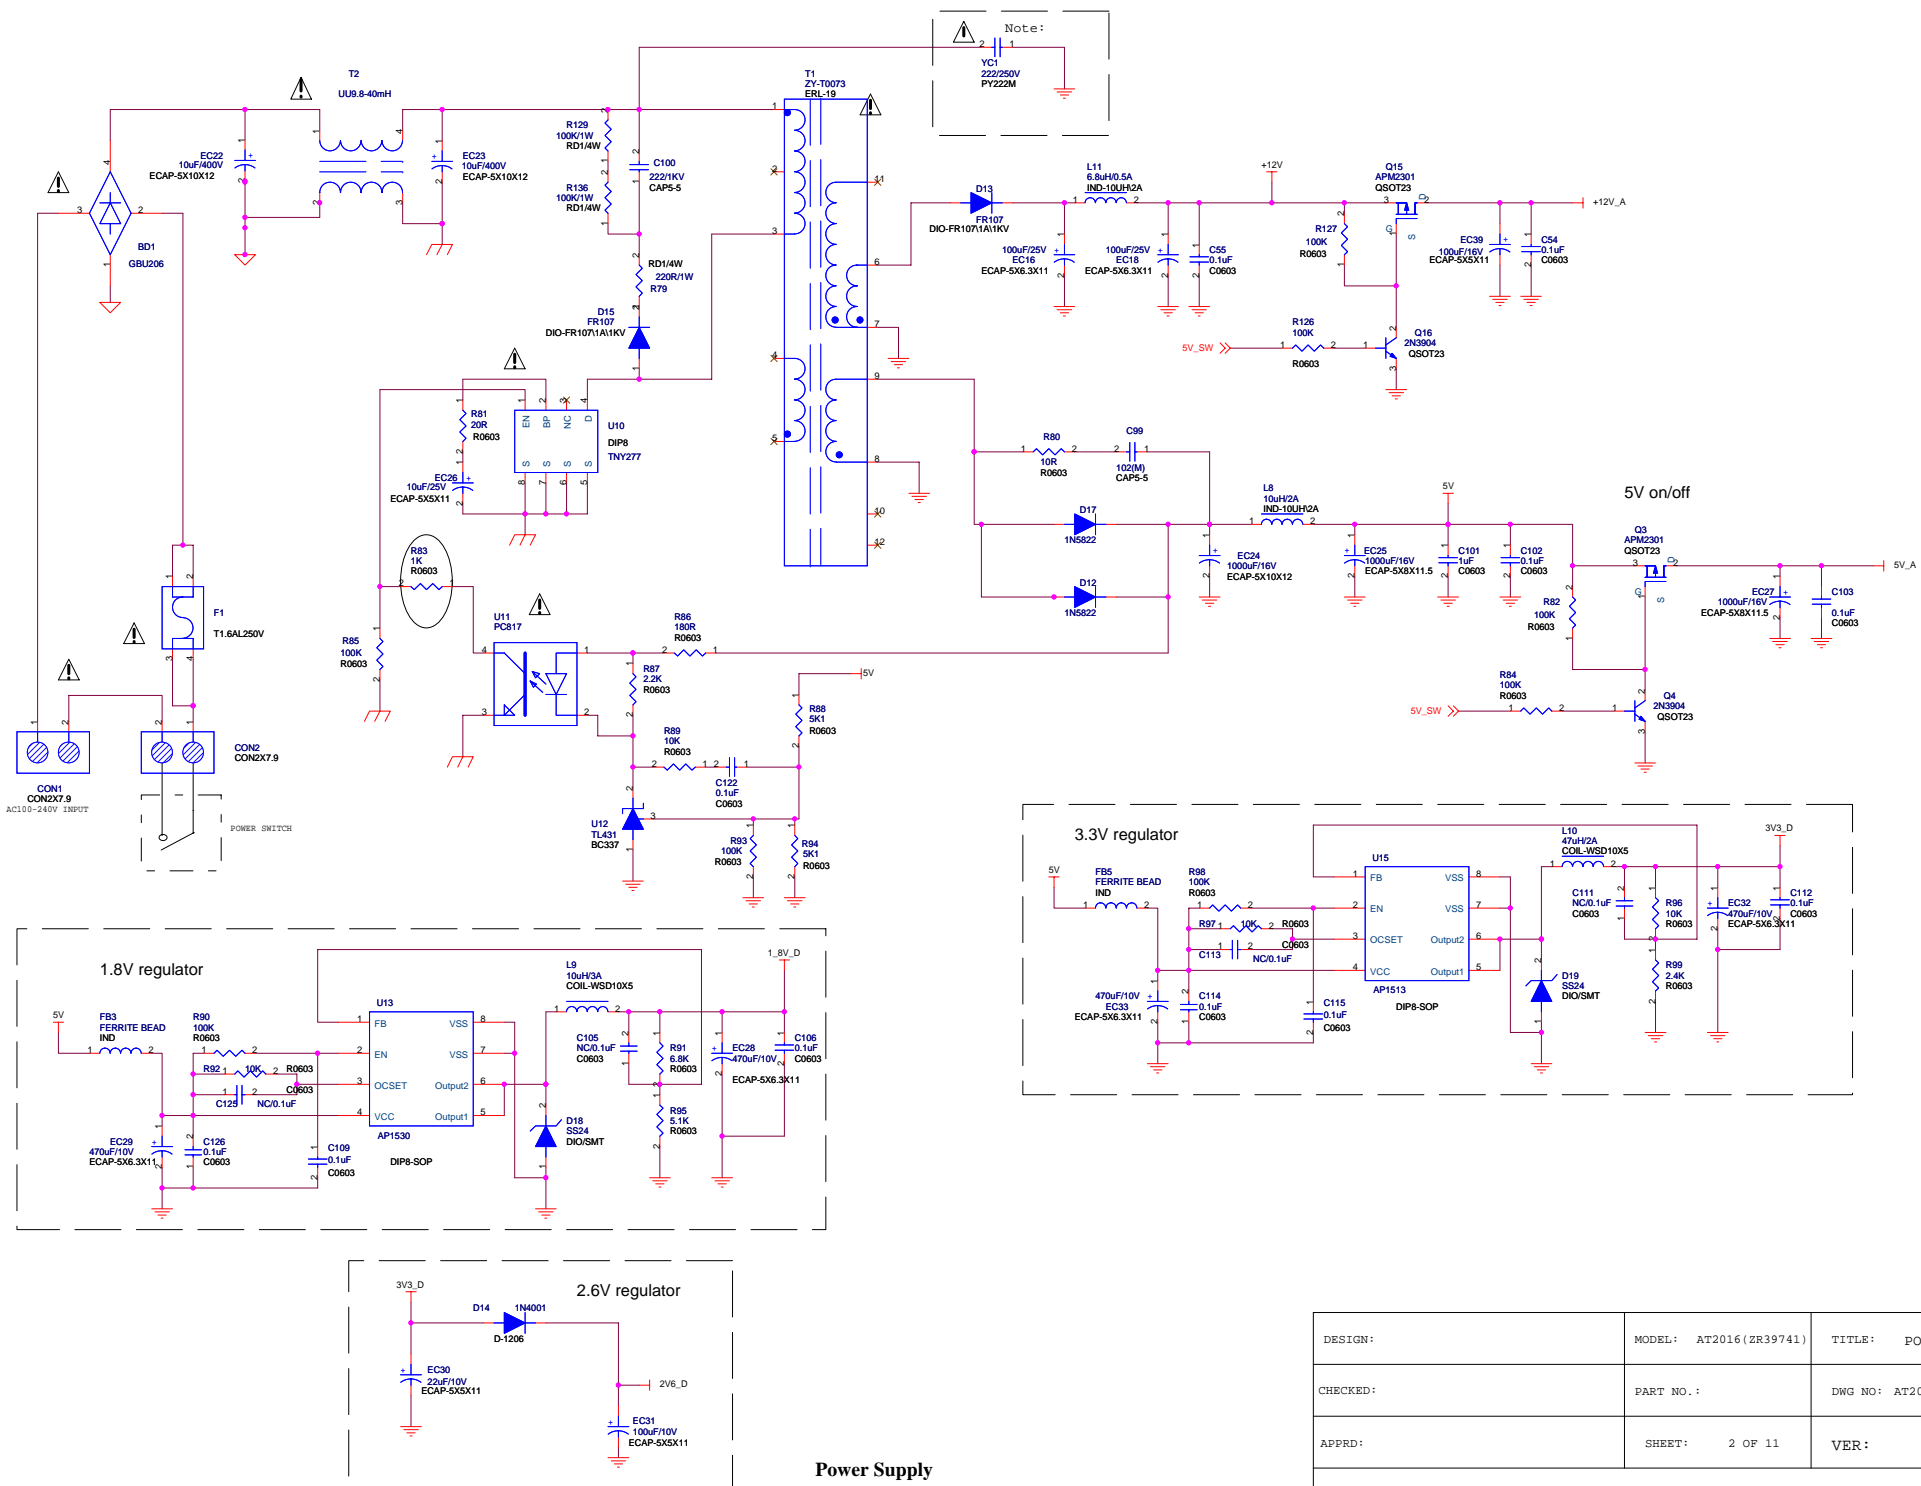 Note:
YC1
222/250V
PY222M
T2
UU9.8-40mH
T1
ZY-T0073
ERL-19
R129
100K/1W
RD1/4W
R136
100K/1W
RD1/4W
C100
222/1KV
CAP5-5
EC22
10uF/400V
ECAP-5X10X12
EC23
10uF/400V
ECAP-5X10X12
BD1
GBU206
RD1/4W
220R/1W
R79
D15
FR107
DIO-FR107\1A\1KV
D13
FR107
DIO-FR107\1A\1KV
L11
6.8uH/0.5A
IND-10UH\2A
+12V
Q15
APM2301
QSOT23
+12V_A
100uF/25V
EC16
ECAP-5X6.3X11
100uF/25V
EC18
ECAP-5X6.3X11
C55
0.1uF
C0603
R127
100K
R0603
EC39
100uF/16V
ECAP-5X5X11
C54
0.1uF
C0603
R126
100K
R0603
5V_SW
Q16
2N3904
QSOT23
R81
20R
R0603
EC26
10uF/25V
ECAP-5X5X11
EN
BP
NC
D
S
S
S
S
U10
DIP8
TNY277
R80
10R
R0603
C99
102(M)
CAP5-5
D17
1N5822
D12
1N5822
L8
10uH/2A
IND-10UH\2A
5V
5V on/off
EC24
1000uF/16V
ECAP-5X10X12
EC25
1000uF/16V
ECAP-5X8X11.5
C101
1uF
C0603
C102
0.1uF
C0603
Q3
APM2301
QSOT23
5V_A
R82
100K
R0603
EC27
1000uF/16V
ECAP-5X8X11.5
C103
0.1uF
C0603
R84
100K
R0603
5V_SW
Q4
2N3904
QSOT23
R83
1K
R0603
F1
T1.6AL250V
R85
100K
R0603
U11
PC817
R86
180R
R0603
R87
2.2K
R0603
5V
R88
5K1
R0603
R89
10K
R0603
C122
0.1uF
C0603
U12
TL431
BC337
R93
100K
R0603
R94
5K1
R0603
CON1
CON2X7.9
AC100-240V INPUT
CON2
CON2X7.9
POWER SWITCH
3.3V regulator
5V
FB5
FERRITE BEAD
IND
R98
100K
R0603
R97
10K
R0603
C113
NC/0.1uF
C0603
470uF/10V
EC33
ECAP-5X6.3X11
C114
0.1uF
C0603
C115
0.1uF
C0603
U15
1 FB VSS 8
2 EN VSS 7
3 OCSET Output2 6
4 VCC Output1 5
AP1513
DIP8-SOP
L10
47uH/2A
COIL-WSD10X5
3V3_D
C111
NC/0.1uF
C0603
R96
10K
R0603
EC32
470uF/10V
ECAP-5X6.3X11
C112
0.1uF
C0603
D19
SS24
DIO/SMT
R99
2.4K
R0603
1.8V regulator
5V
FB3
FERRITE BEAD
IND
R90
100K
R0603
R92
10K
R0603
C125
NC/0.1uF
C0603
EC29
470uF/10V
ECAP-5X6.3X11
C126
0.1uF
C0603
C109
0.1uF
C0603
U13
1 FB VSS 8
2 EN VSS 7
3 OCSET Output2 6
4 VCC Output1 5
AP1530
DIP8-SOP
L9
10uH/3A
COIL-WSD10X5
1_8V_D
C105
NC/0.1uF
C0603
R91
6.8K
R0603
EC28
470uF/10V
ECAP-5X6.3X11
C106
0.1uF
C0603
D18
SS24
DIO/SMT
R95
5.1K
R0603
2.6V regulator
3V3_D
D14
1N4001
D-1206
EC30
22uF/10V
ECAP-5X5X11
2V6_D
EC31
100uF/10V
ECAP-5X5X11
Power Supply
DESIGN: MODEL: AT2016(ZR39741) TITLE: PO
CHECKED: PART NO.: DWG NO: AT20
APPRD: SHEET: 2 OF 11 VER: